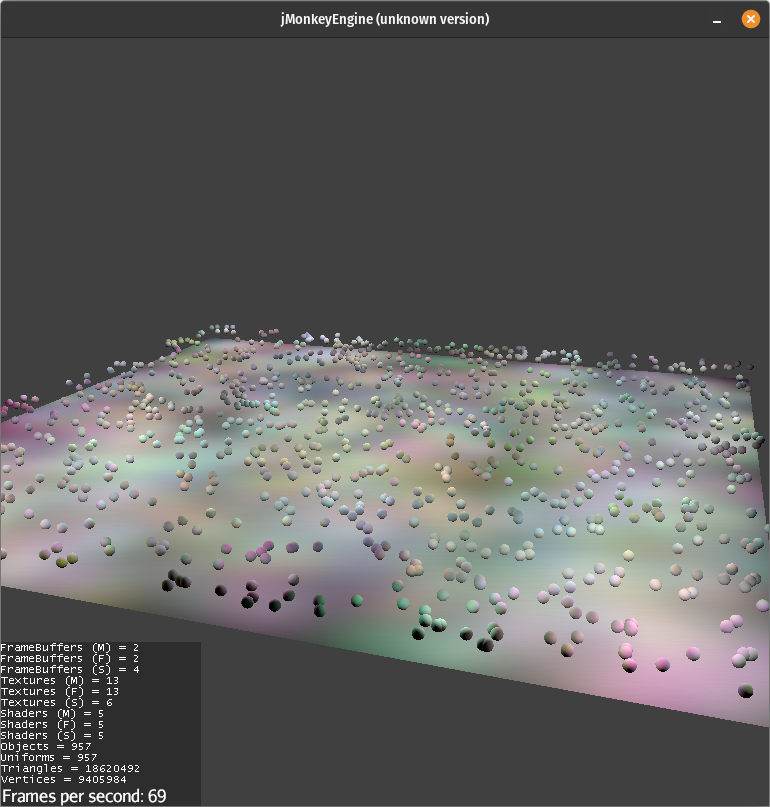 jMonkeyEngine (unknown version)
FrameBuffers (M) = 2
FrameBuffers (F) = 2
FrameBuffers (S) = 4
Textures (M) = 13
Textures (F) = 13
Textures (S) = 6
Shaders (M) = 5
Shaders (F) = 5
Shaders (S) = 5
Objects = 957
Uniforms = 957
Triangles = 18620492
Vertices = 9405984
Frames per second: 69